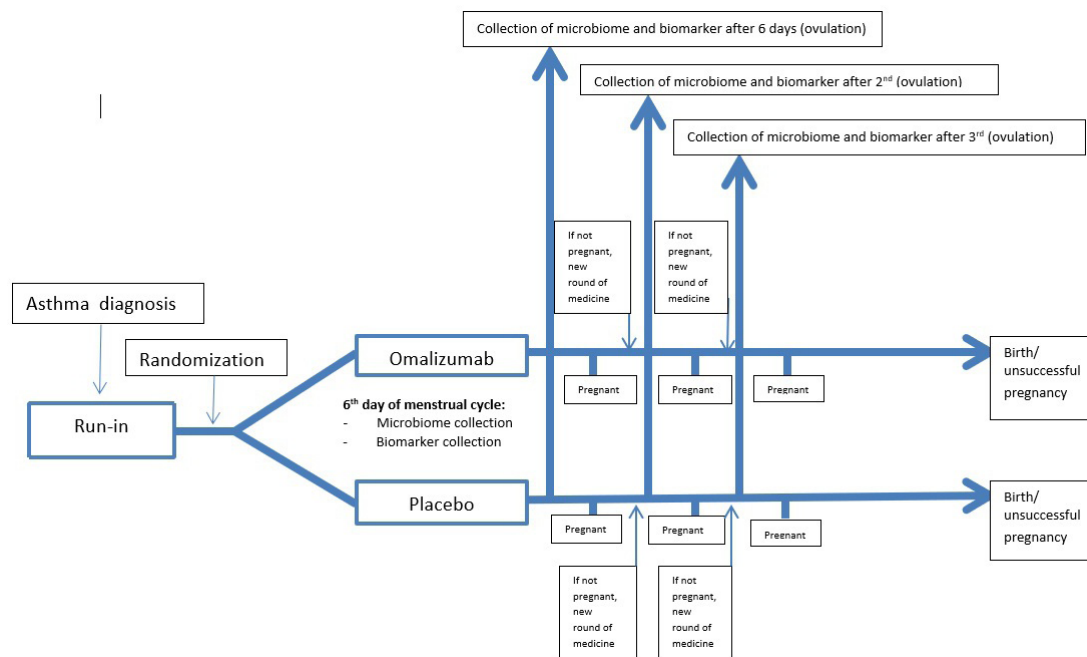 Collection of microbiome and biomarker after 6 days (ovulation)
Collection of microbiome and biomarker after 2nd (ovulation)
Collection of microbiome and biomarker after 3rd (ovulation)
If not
pregnant,
new
round of
medicine
If not
pregnant,
new
round of
medicine
Asthma diagnosis
Randomization
Run-in
Omalizumab
Pregnant
Pregnant
Pregnant
Birth/
unsuccessful
pregnancy
6th day of menstrual cycle:
- Microbiome collection
- Biomarker collection
Placebo
Pregnant
Pregnant
Pregnant
Birth/
unsuccessful
pregnancy
If not
pregnant,
new
round of
medicine
If not
pregnant,
new
round of
medicine